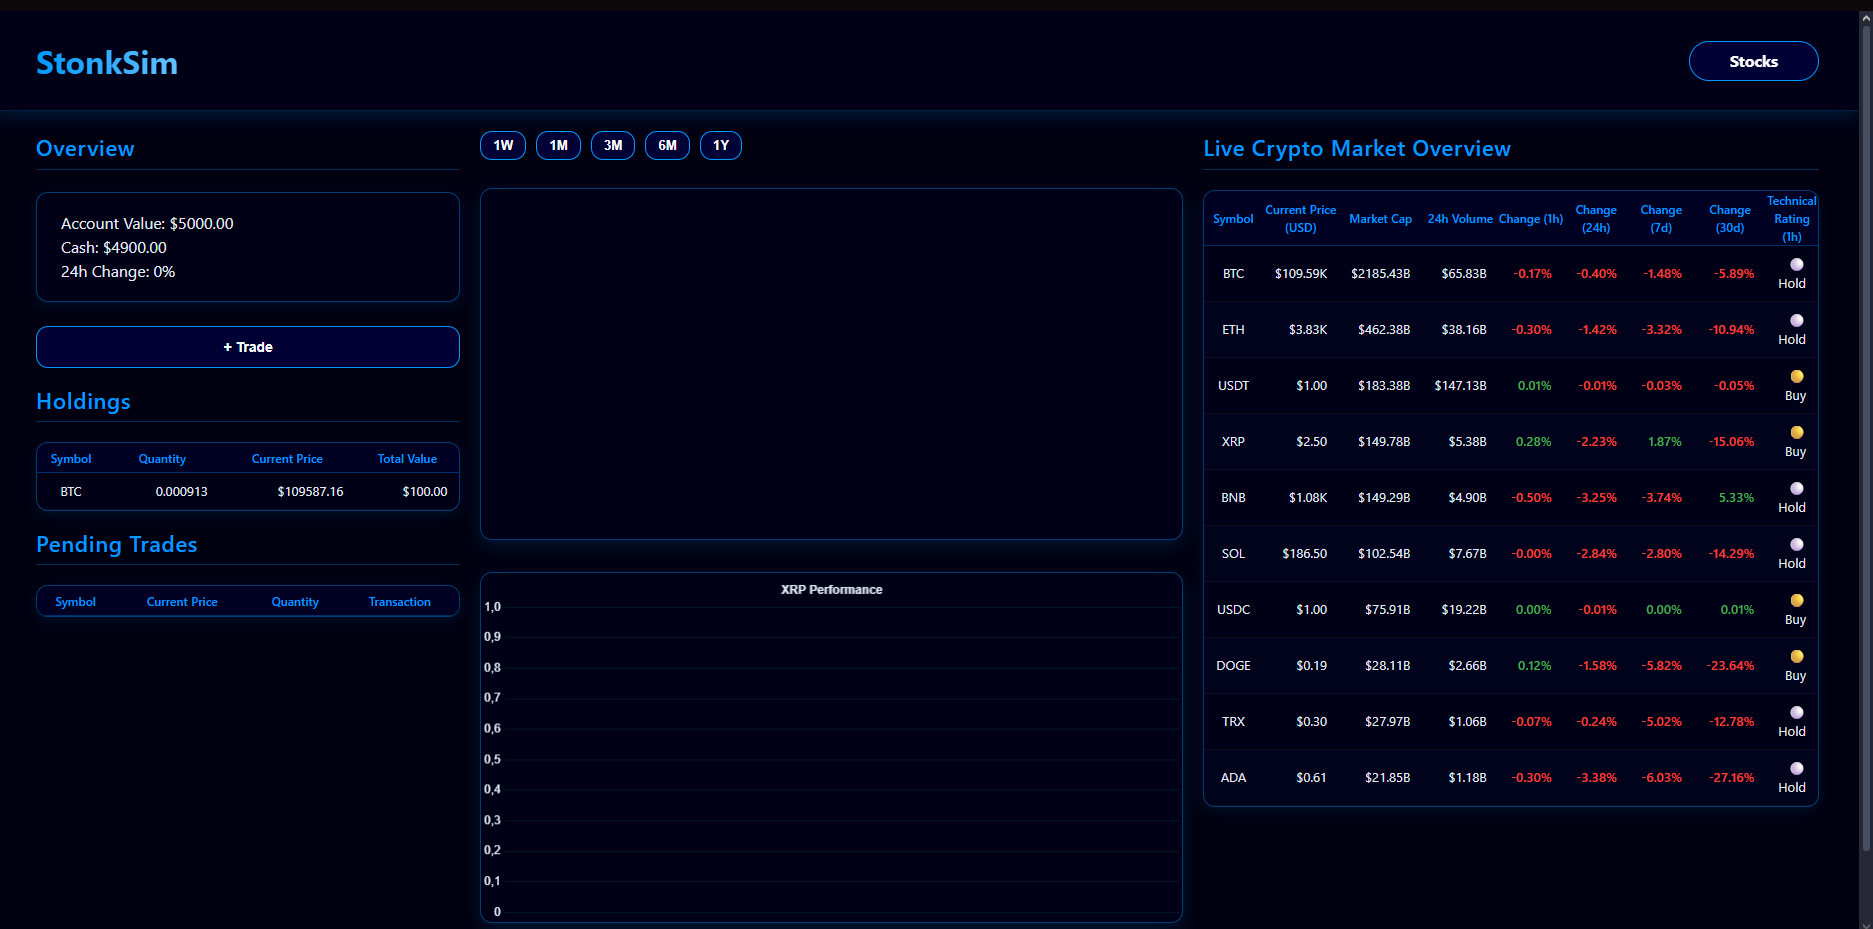 StonkSim
Stocks
Overview
Account Value: $5000.00
Cash: $4900.00
24h Change: 0%
+ Trade
Holdings
Symbol Quantity Current Price Total Value
BTC 0.000913 $109587.16 $100.00
Pending Trades
Symbol Current Price Quantity Transaction
1W 1M 3M 6M 1Y
XRP Performance
1,0
0,9
0,8
0,7
0,6
0,5
0,4
0,3
0,2
0,1
0
Live Crypto Market Overview
Symbol Current Price (USD) Market Cap 24h Volume Change (1h) Change (24h) Change (7d) Change (30d) Technical Rating (1h)
BTC $109.59K $2185.43B $65.83B -0.17% -0.40% -1.48% -5.89% Hold
ETH $3.83K $462.38B $38.16B -0.30% -1.42% -3.32% -10.94% Hold
USDT $1.00 $183.38B $147.13B 0.01% -0.01% -0.03% -0.05% Buy
XRP $2.50 $149.78B $5.38B 0.28% -2.23% 1.87% -15.06% Buy
BNB $1.08K $149.29B $4.90B -0.50% -3.25% -3.74% 5.33% Hold
SOL $186.50 $102.54B $7.67B -0.00% -2.84% -2.80% -14.29% Hold
USDC $1.00 $75.91B $19.22B 0.00% -0.01% 0.00% 0.01% Buy
DOGE $0.19 $28.11B $2.66B 0.12% -1.58% -5.82% -23.64% Buy
TRX $0.30 $27.97B $1.06B -0.07% -0.24% -5.02% -12.78% Hold
ADA $0.61 $21.85B $1.18B -0.30% -3.38% -6.03% -27.16% Hold